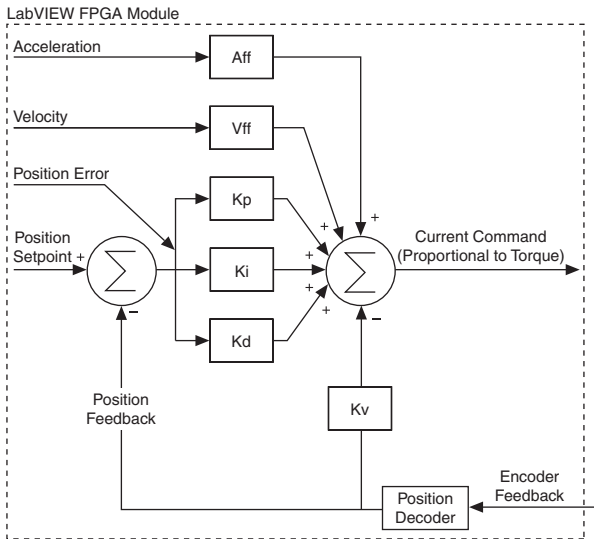 LabVIEW FPGA Module
Acceleration
Aff
Velocity
Vff
Position Error
Kp
+
+
Position
Setpoint +
∑
Ki
+
∑
+
Current Command
(Proportional to Torque)
−
Kd
+
−
Position
Feedback
Kv
Position
Decoder
Encoder
Feedback